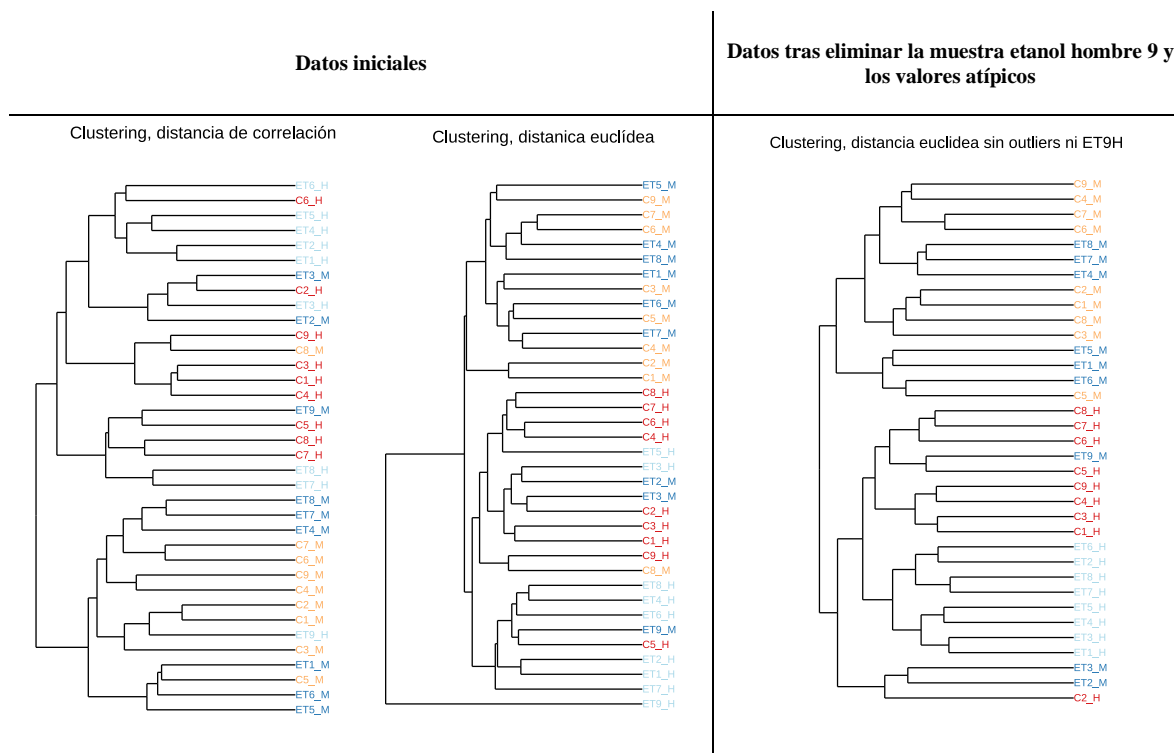 Datos iniciales
Datos tras eliminar la muestra etanol hombre 9 y
los valores atípicos
Clustering, distancia de correlación
ET6_H
C6_H
ET5_H
ET4_H
ET2_H
ET1_H
ET3_M
C2_H
ET3_H
ET2_M
C9_H
C8_M
C3_H
C1_H
C4_H
ET9_M
C5_H
C8_H
C7_H
ET8_H
ET7_H
ET8_M
ET7_M
ET4_M
C7_M
C6_M
C9_M
C4_M
C2_M
C1_M
ET9_H
C3_M
ET1_M
C5_M
ET6_M
ET5_M
Clustering, distanica euclídea
ET5_M
C9_M
C7_M
C6_M
ET4_M
ET8_M
ET1_M
C3_M
ET6_M
C5_M
ET7_M
C4_M
C2_M
C1_M
C8_H
C7_H
C6_H
C4_H
ET5_H
ET3_H
ET2_M
ET3_M
C2_H
C3_H
C1_H
C9_H
C8_M
ET8_H
ET4_H
ET6_H
ET9_M
C5_H
ET2_H
ET1_H
ET7_H
ET9_H
Clustering, distancia euclidea sin outliers ni ET9H
C9_M
C4_M
C7_M
C6_M
ET8_M
ET7_M
ET4_M
C2_M
C1_M
C8_M
C3_M
ET5_M
ET1_M
ET6_M
C5_M
C8_H
C7_H
C6_H
ET9_M
C5_H
C9_H
C4_H
C3_H
C1_H
ET6_H
ET2_H
ET8_H
ET7_H
ET5_H
ET4_H
ET3_H
ET1_H
ET3_M
ET2_M
C2_H